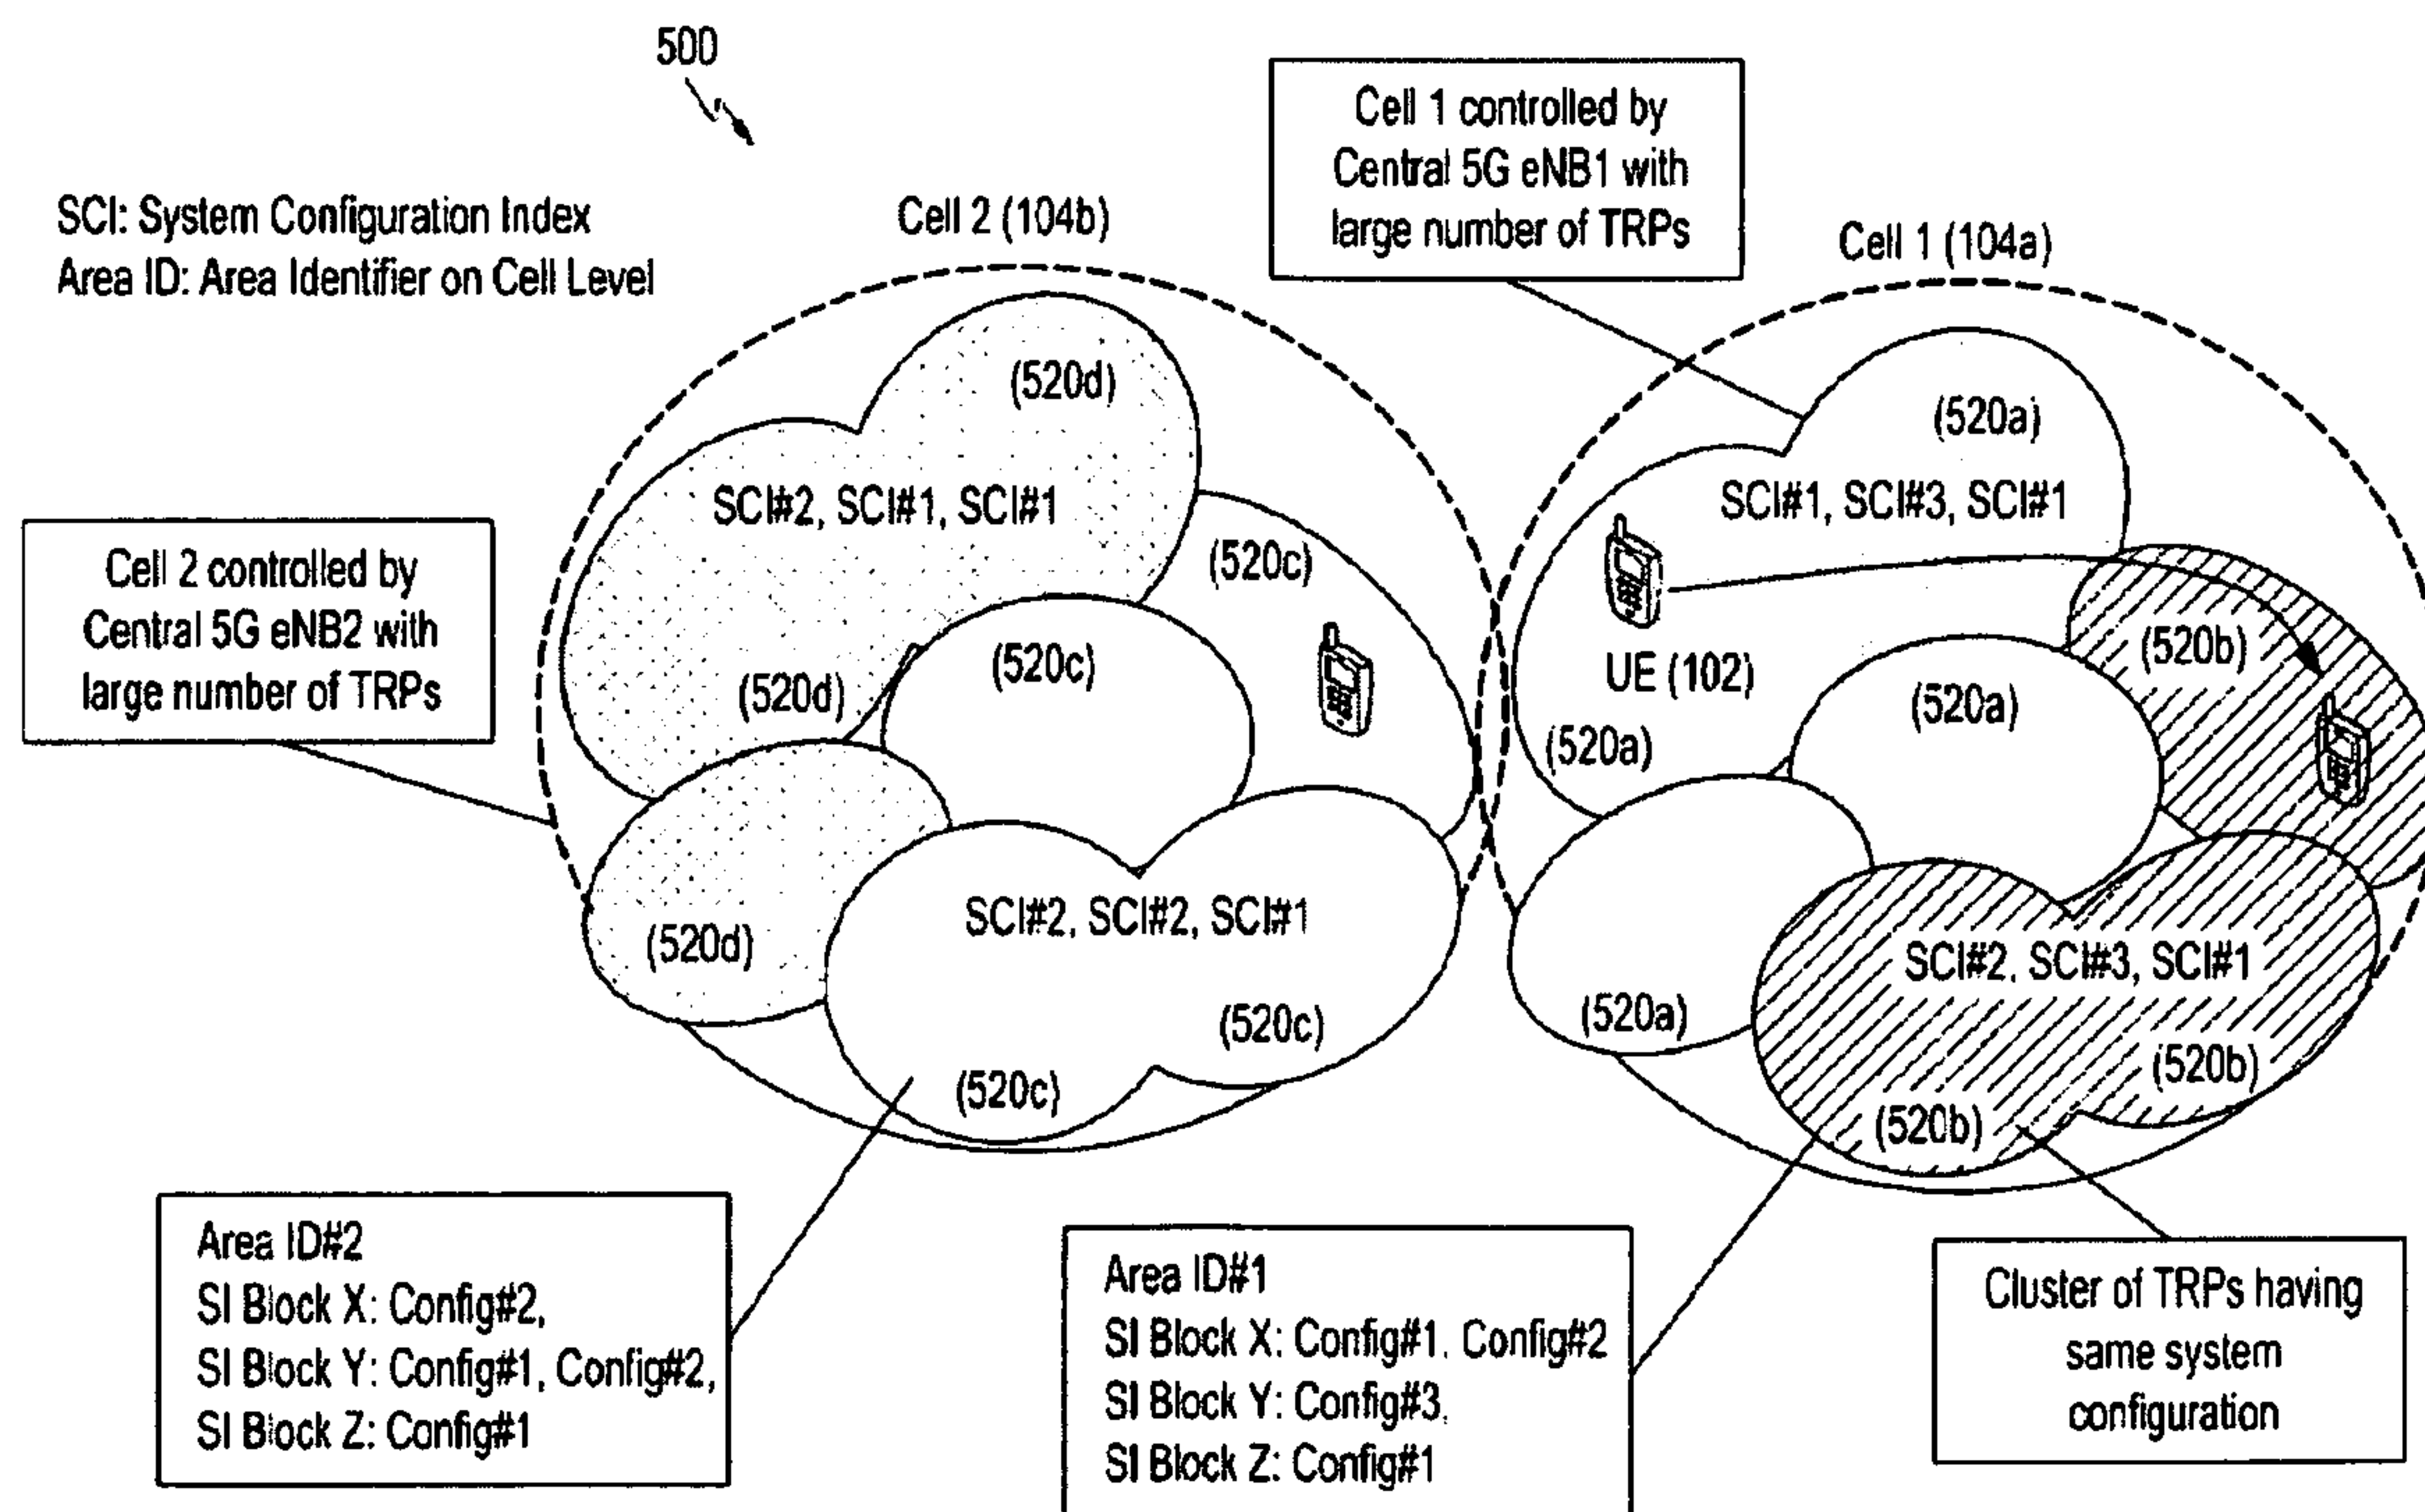 500
SCI: System Configuration Index
Area ID: Area Identifier on Cell Level
Cell 2 (104b)
Cell 1 controlled by
Central 5G eNB1 with
large number of TRPs
Cell 1 (104a)
(520d)
(520a)
SCI#2, SCI#1, SCI#1
SCI#1, SCI#3, SCI#1
Cell 2 controlled by
Central 5G eNB2 with
large number of TRPs
(520c)
(520b)
(520d)
(520c)
UE (102)
(520a)
(520a)
(520d)
SCI#2, SCI#2, SCI#1
SCI#2, SCI#3, SCI#1
(520c)
(520a)
(520b)
(520c)
(520b)
Area ID#2
SI Block X: Config#2,
SI Block Y: Config#1, Config#2,
SI Block Z: Config#1
Area ID#1
SI Block X: Config#1, Config#2
SI Block Y: Config#3,
SI Block Z: Config#1
Cluster of TRPs having
same system
configuration